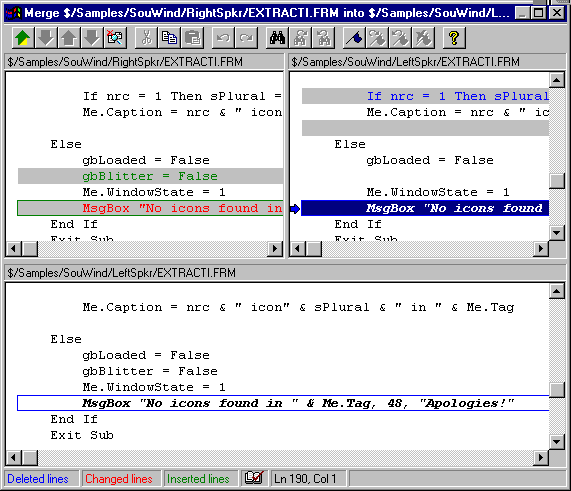 Merge $/Samples/SouWind/RightSpkr/EXTRACTI.FRM into $/Samples/SouWind/L...
$/Samples/SouWind/RightSpkr/EXTRACTI.FRM
If nrc = 1 Then sPlural =
Me.Caption = nrc & " icon
Else
gbLoaded = False
gbBlitter = False
Me.WindowState = 1
MsgBox "No icons found in
End If
Exit Sub
$/Samples/SouWind/LeftSpkr/EXTRACTI.FRM
If nrc = 1 Then sPlural
Me.Caption = nrc & " ic
Else
gbLoaded = False
Me.WindowState = 1
MsgBox "No icons found
End If
Exit Sub
$/Samples/SouWind/LeftSpkr/EXTRACTI.FRM
Me.Caption = nrc & " icon" & sPlural & " in " & Me.Tag
Else
gbLoaded = False
gbBlitter = False
Me.WindowState = 1
MsgBox "No icons found in " & Me.Tag, 48, "Apologies!"
End If
Exit Sub
Deleted lines Changed lines Inserted lines Ln 190, Col 1